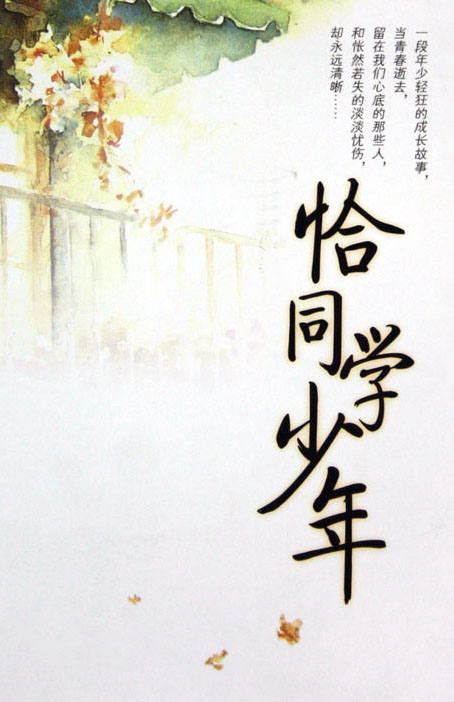 一段年少轻狂的成长故事，
当青春逝去，
留在我们心底的那些人，
和怅然若失的淡淡忧伤，
却永远清晰……
恰同学少年